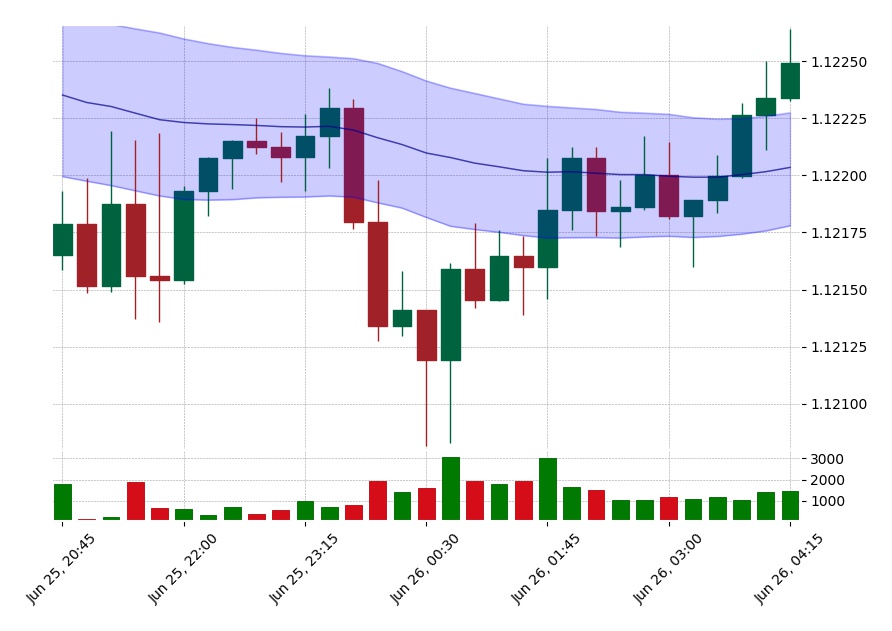 1.12250
1.12225
1.12200
1.12175
1.12150
1.12125
1.12100
3000
2000
1000
Jun 25, 20:45
Jun 25, 22:00
Jun 25, 23:15
Jun 26, 00:30
Jun 26, 01:45
Jun 26, 03:00
Jun 26, 04:15